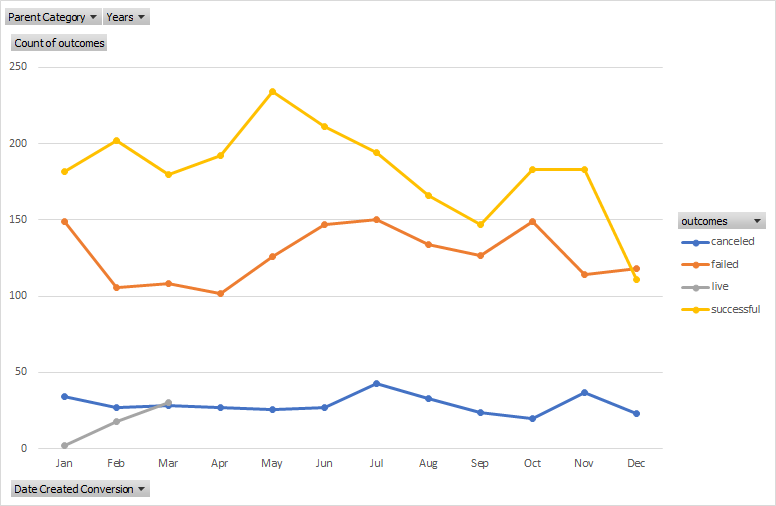 Parent Category Years
Count of outcomes
250
200
150
100
50
0
Jan Feb Mar Apr May Jun Jul Aug Sep Oct Nov Dec
outcomes
canceled
failed
live
successful
Date Created Conversion